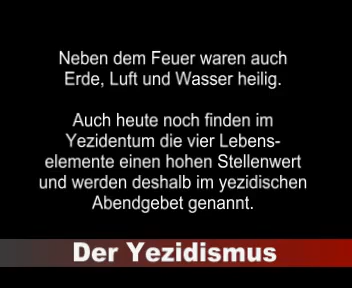 Neben dem Feuer waren auch
Erde, Luft und Wasser heilig.
Auch heute noch finden im
Yezidentum die vier Lebens-
elemente einen hohen Stellenwert
und werden deshalb im yezidischen
Abendgebet genannt.
Der Yezidismus